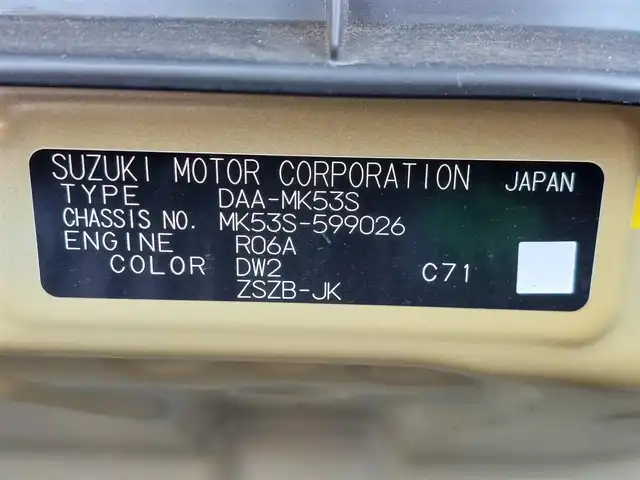 SUZUKI MOTOR CORPORATION JAPAN
TYPE DAA-MK53S
CHASSIS NO. MK53S-599026
ENGINE R06A
COLOR DW2 C71
ZSZB-JK